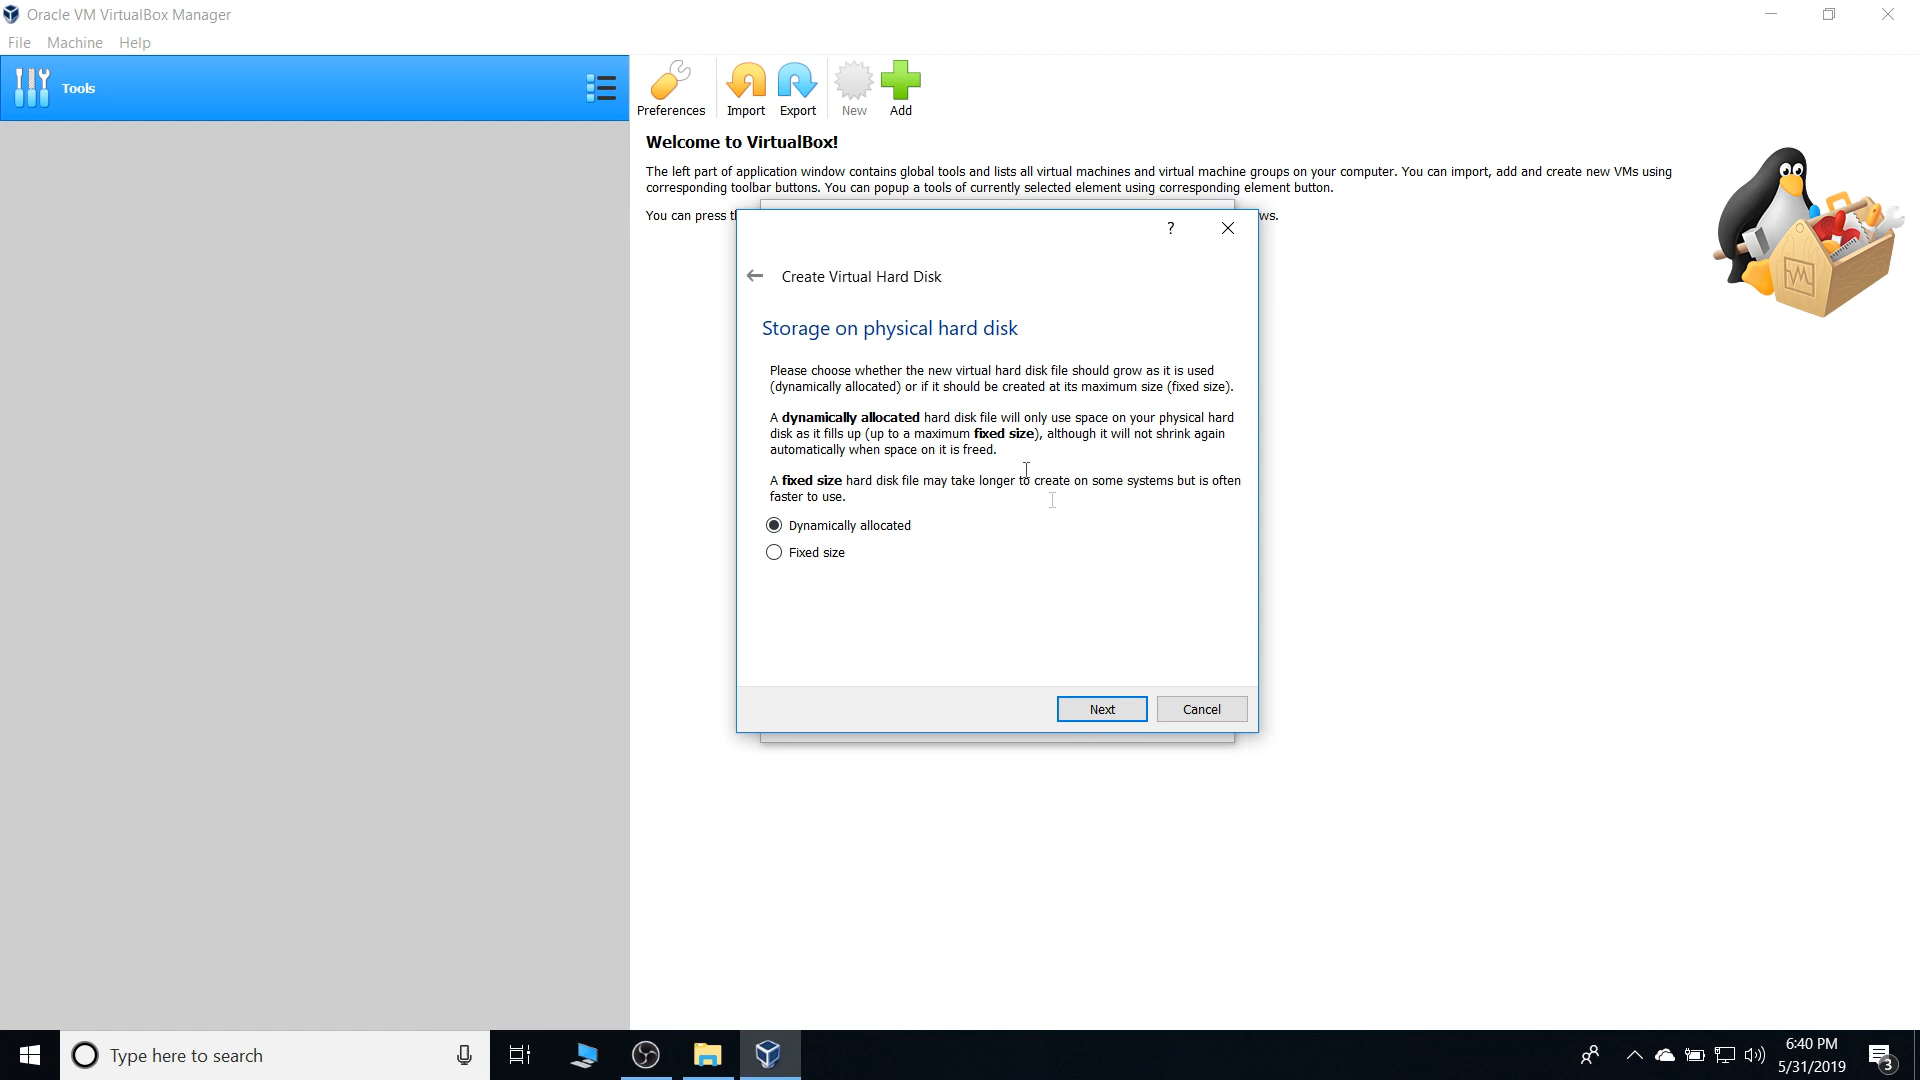 Oracle VM VirtualBox Manager
File Machine Help
Tools
Preferences Import Export New Add
Welcome to VirtualBox!
The left part of application window contains global tools and lists all virtual machines and virtual machine groups on your computer. You can import, add and create new VMs using
corresponding toolbar buttons. You can popup a tools of currently selected element using corresponding element button.
You can press ws.
?
Create Virtual Hard Disk
Storage on physical hard disk
Please choose whether the new virtual hard disk file should grow as it is used
(dynamically allocated) or if it should be created at its maximum size (fixed size).
A dynamically allocated hard disk file will only use space on your physical hard
disk as it fills up (up to a maximum fixed size), although it will not shrink again
automatically when space on it is freed.
A fixed size hard disk file may take longer to create on some systems but is often
faster to use.
Dynamically allocated
Fixed size
Next Cancel
Type here to search
6:40 PM
5/31/2019
3